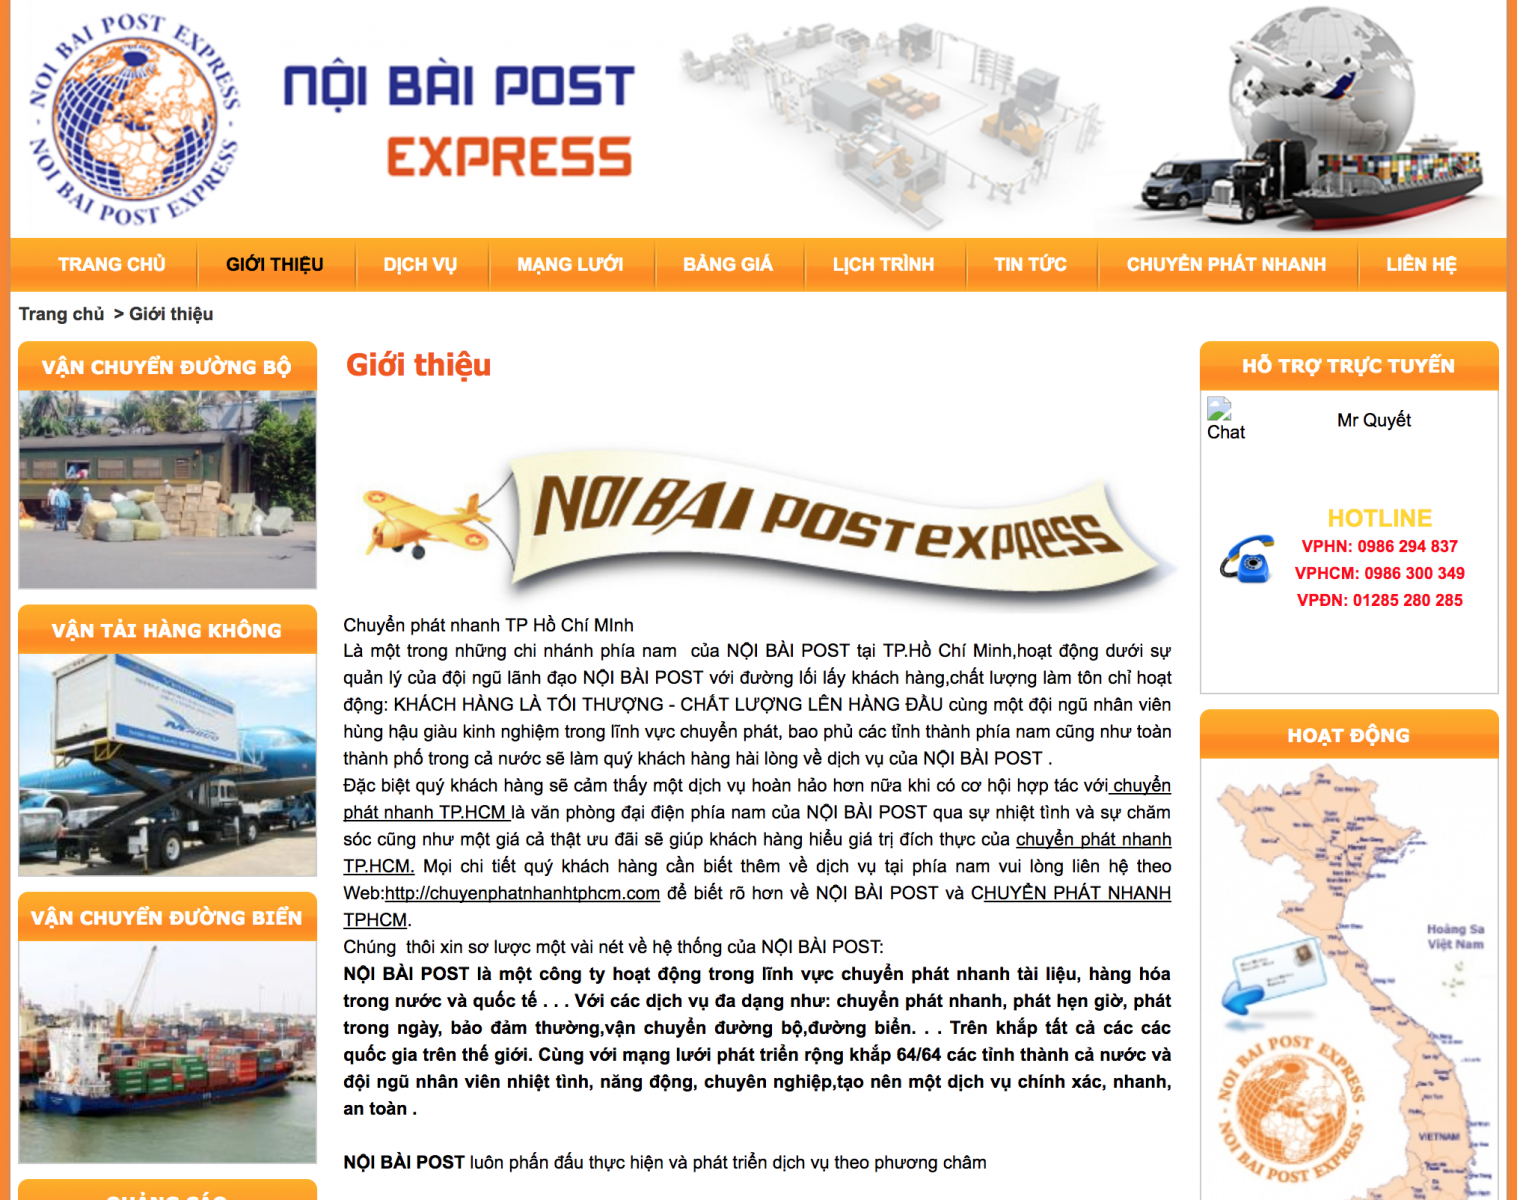 NOI BAI POST EXPRESS
NOI BAI POST EXPRESS
NỘI BÀI POST
EXPRESS
TRANG CHỦ
GIỚI THIỆU
DỊCH VỤ
MẠNG LƯỚI
BẢNG GIÁ
LỊCH TRÌNH
TIN TỨC
CHUYỂN PHÁT NHANH
LIÊN HỆ
Trang chủ > Giới thiệu
VẬN CHUYỂN ĐƯỜNG BỘ
VẬN TẢI HÀNG KHÔNG
VẬN CHUYỂN ĐƯỜNG BIỂN
Giới thiệu
NOI BAI POST EXPRESS
Chuyển phát nhanh TP Hồ Chí MInh
Là một trong những chi nhánh phía nam của NỘI BÀI POST tại TP.Hồ Chí Minh,hoạt động dưới sự
quản lý của đội ngũ lãnh đạo NỘI BÀI POST với đường lối lấy khách hàng,chất lượng làm tôn chỉ hoạt
động: KHÁCH HÀNG LÀ TỐI THƯỢNG - CHẤT LƯỢNG LÊN HÀNG ĐẦU cùng một đội ngũ nhân viên
hùng hậu giàu kinh nghiệm trong lĩnh vực chuyển phát, bao phủ các tỉnh thành phía nam cũng như toàn
thành phố trong cả nước sẽ làm quý khách hàng hài lòng về dịch vụ của NỘI BÀI POST .
Đặc biệt quý khách hàng sẽ cảm thấy một dịch vụ hoàn hảo hơn nữa khi có cơ hội hợp tác với chuyển
phát nhanh TP.HCM là văn phòng đại điện phía nam của NỘI BÀI POST qua sự nhiệt tình và sự chăm
sóc cũng như một giá cả thật ưu đãi sẽ giúp khách hàng hiểu giá trị đích thực của chuyển phát nhanh
TP.HCM. Mọi chi tiết quý khách hàng cần biết thêm về dịch vụ tại phía nam vui lòng liên hệ theo
Web:http://chuyenphatnhanhtphcm.com để biết rõ hơn về NỘI BÀI POST và CHUYỂN PHÁT NHANH
TPHCM.
Chúng thôi xin sơ lược một vài nét về hệ thống của NỘI BÀI POST:
NỘI BÀI POST là một công ty hoạt động trong lĩnh vực chuyển phát nhanh tài liệu, hàng hóa
trong nước và quốc tế . . . Với các dịch vụ đa dạng như: chuyển phát nhanh, phát hẹn giờ, phát
trong ngày, bảo đảm thường,vận chuyển đường bộ,đường biển. . . Trên khắp tất cả các các
quốc gia trên thế giới. Cùng với mạng lưới phát triển rộng khắp 64/64 các tỉnh thành cả nước và
đội ngũ nhân viên nhiệt tình, năng động, chuyên nghiệp,tạo nên một dịch vụ chính xác, nhanh,
an toàn .
NỘI BÀI POST luôn phấn đấu thực hiện và phát triển dịch vụ theo phương châm
HỖ TRỢ TRỰC TUYẾN
Chat
Mr Quyết
HOTLINE
VPHN: 0986 294 837
VPHCM: 0986 300 349
VPĐN: 01285 280 285
HOẠT ĐỘNG
Hoàng Sa
Việt Nam
NOI BAI POST EXPRESS
NOI BAI POST EXPRESS
VIETNAM
QUẢNG CÁO